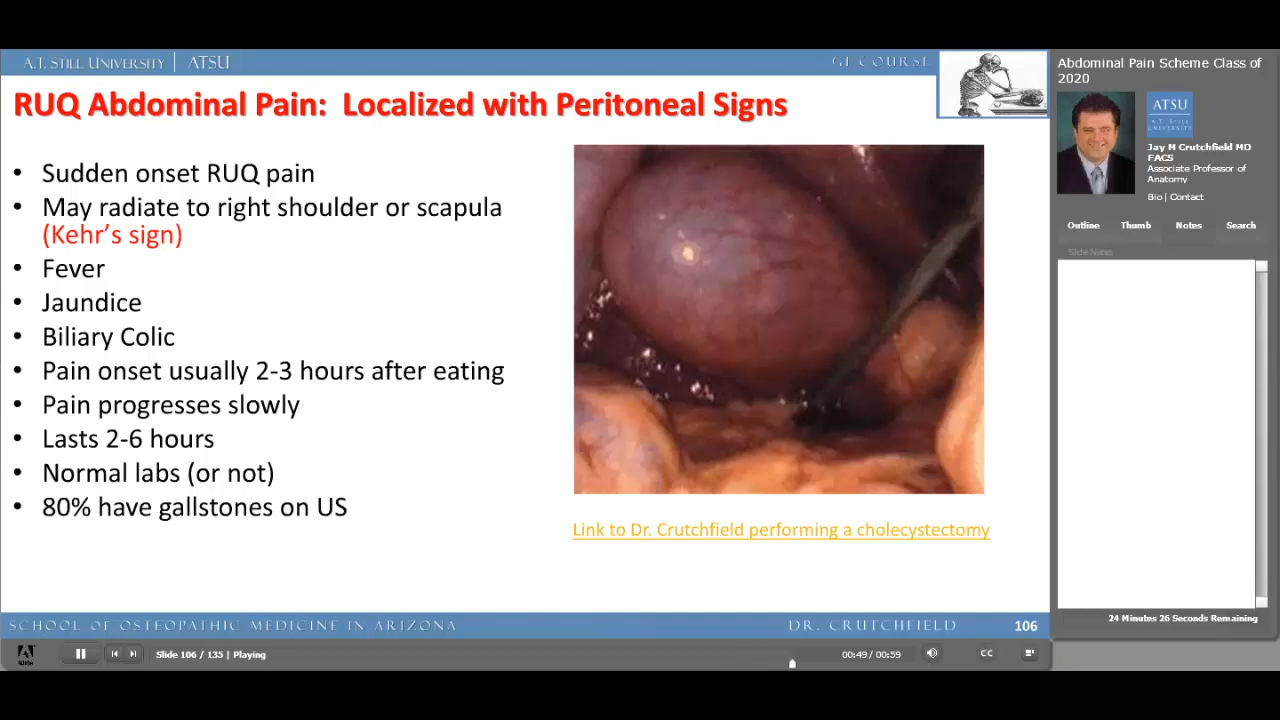 A.T. STILL UNIVERSITY | ATSU
GI COURSE
RUQ Abdominal Pain: Localized with Peritoneal Signs
• Sudden onset RUQ pain
• May radiate to right shoulder or scapula
(Kehr's sign)
• Fever
• Jaundice
• Biliary Colic
• Pain onset usually 2-3 hours after eating
• Pain progresses slowly
• Lasts 2-6 hours
• Normal labs (or not)
• 80% have gallstones on US
Link to Dr. Crutchfield performing a cholecystectomy
SCHOOL OF OSTEOPATHIC MEDICINE IN ARIZONA
DR. CRUTCHFIELD
106
Slide 106 / 135 | Playing
00:49 / 00:59
CC
Abdominal Pain Scheme Class of
2020
ATSU
A.T. STILL
UNIVERSITY
Jay M Crutchfield MD
FACS
Associate Professor of
Anatomy
Bio | Contact
Outline
Thumb
Notes
Search
Slide Notes
24 Minutes 26 Seconds Remaining